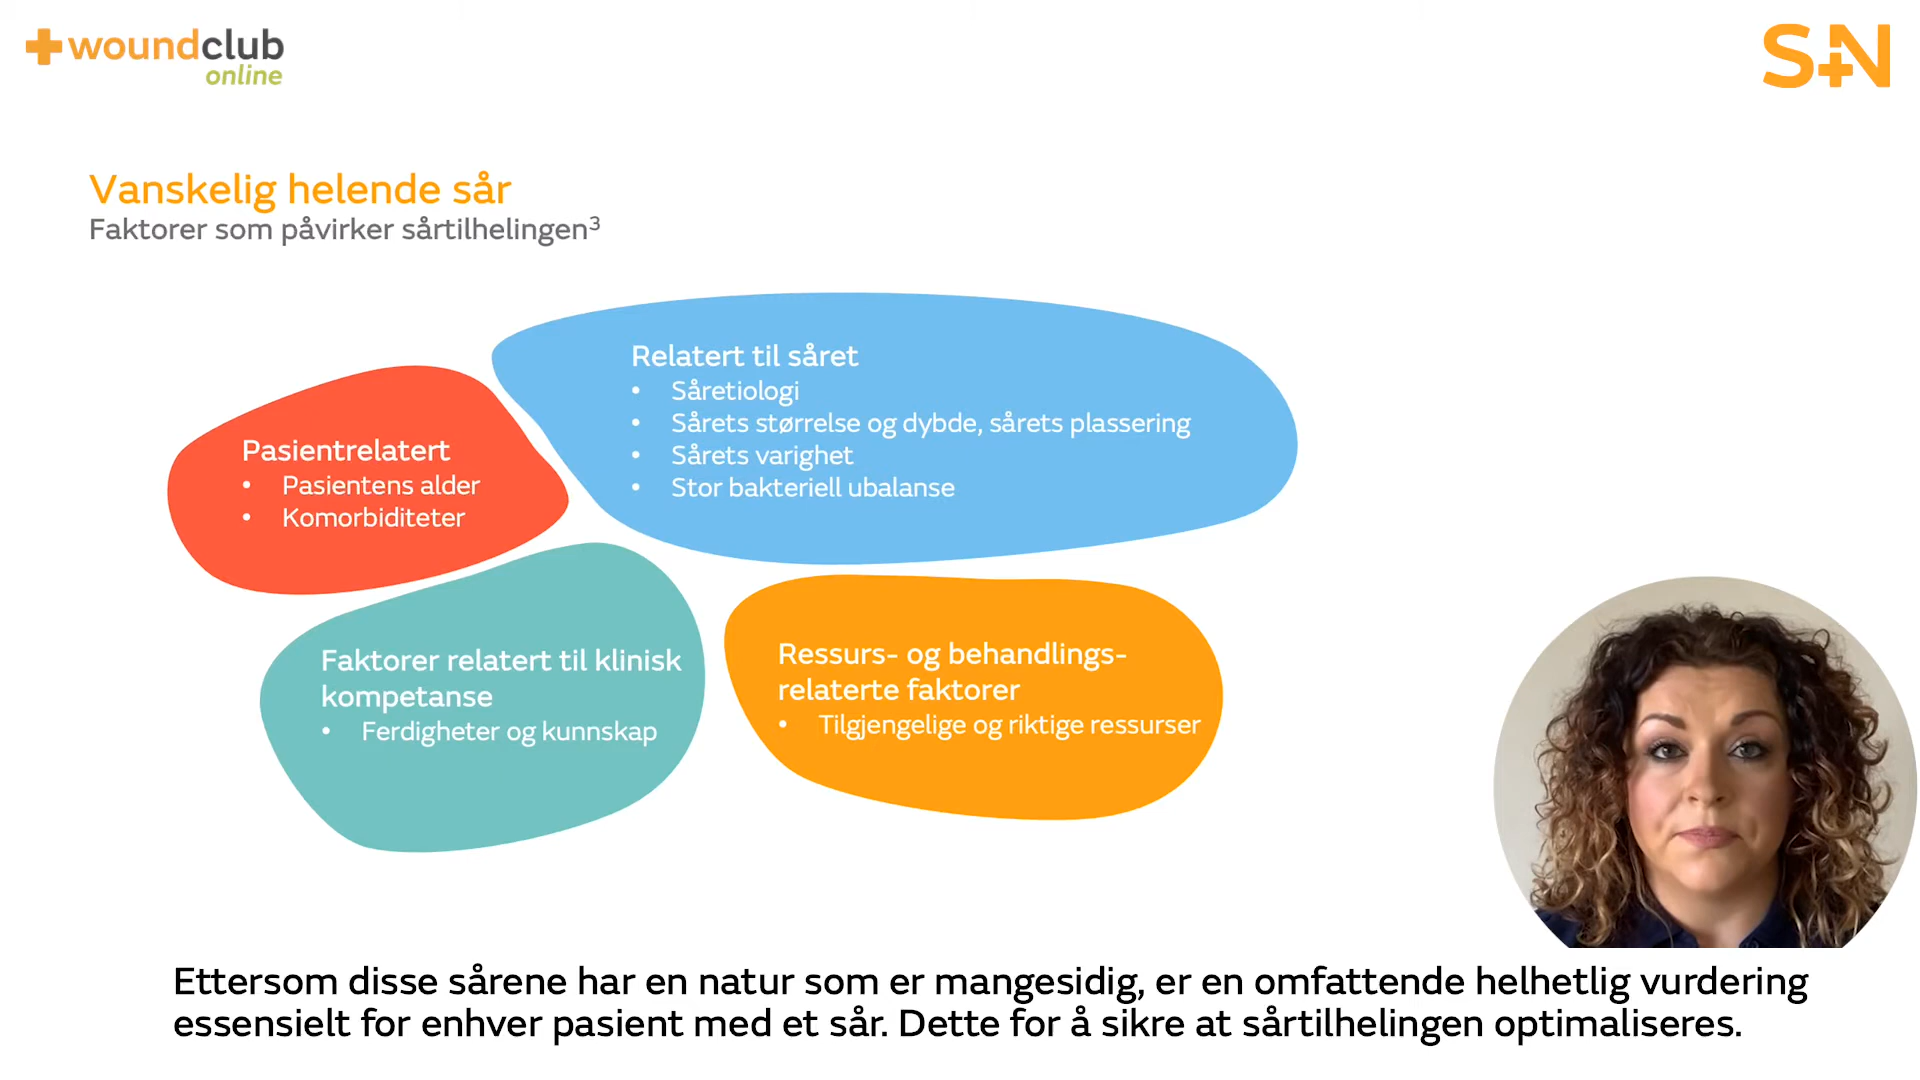 woundclub
online
S+N
Vanskelig helende sår
Faktorer som påvirker sårtilhelingen³
Relatert til såret
• Såretiologi
• Sårets størrelse og dybde, sårets plassering
• Sårets varighet
• Stor bakteriell ubalanse
Pasientrelatert
• Pasientens alder
• Komorbiditeter
Faktorer relatert til klinisk
kompetanse
• Ferdigheter og kunnskap
Ressurs- og behandlings-
relaterte faktorer
• Tilgjengelige og riktige ressurser
Ettersom disse sårene har en natur som er mangesidig, er en omfattende helhetlig vurdering
essensielt for enhver pasient med et sår. Dette for å sikre at sårtilhelingen optimaliseres.